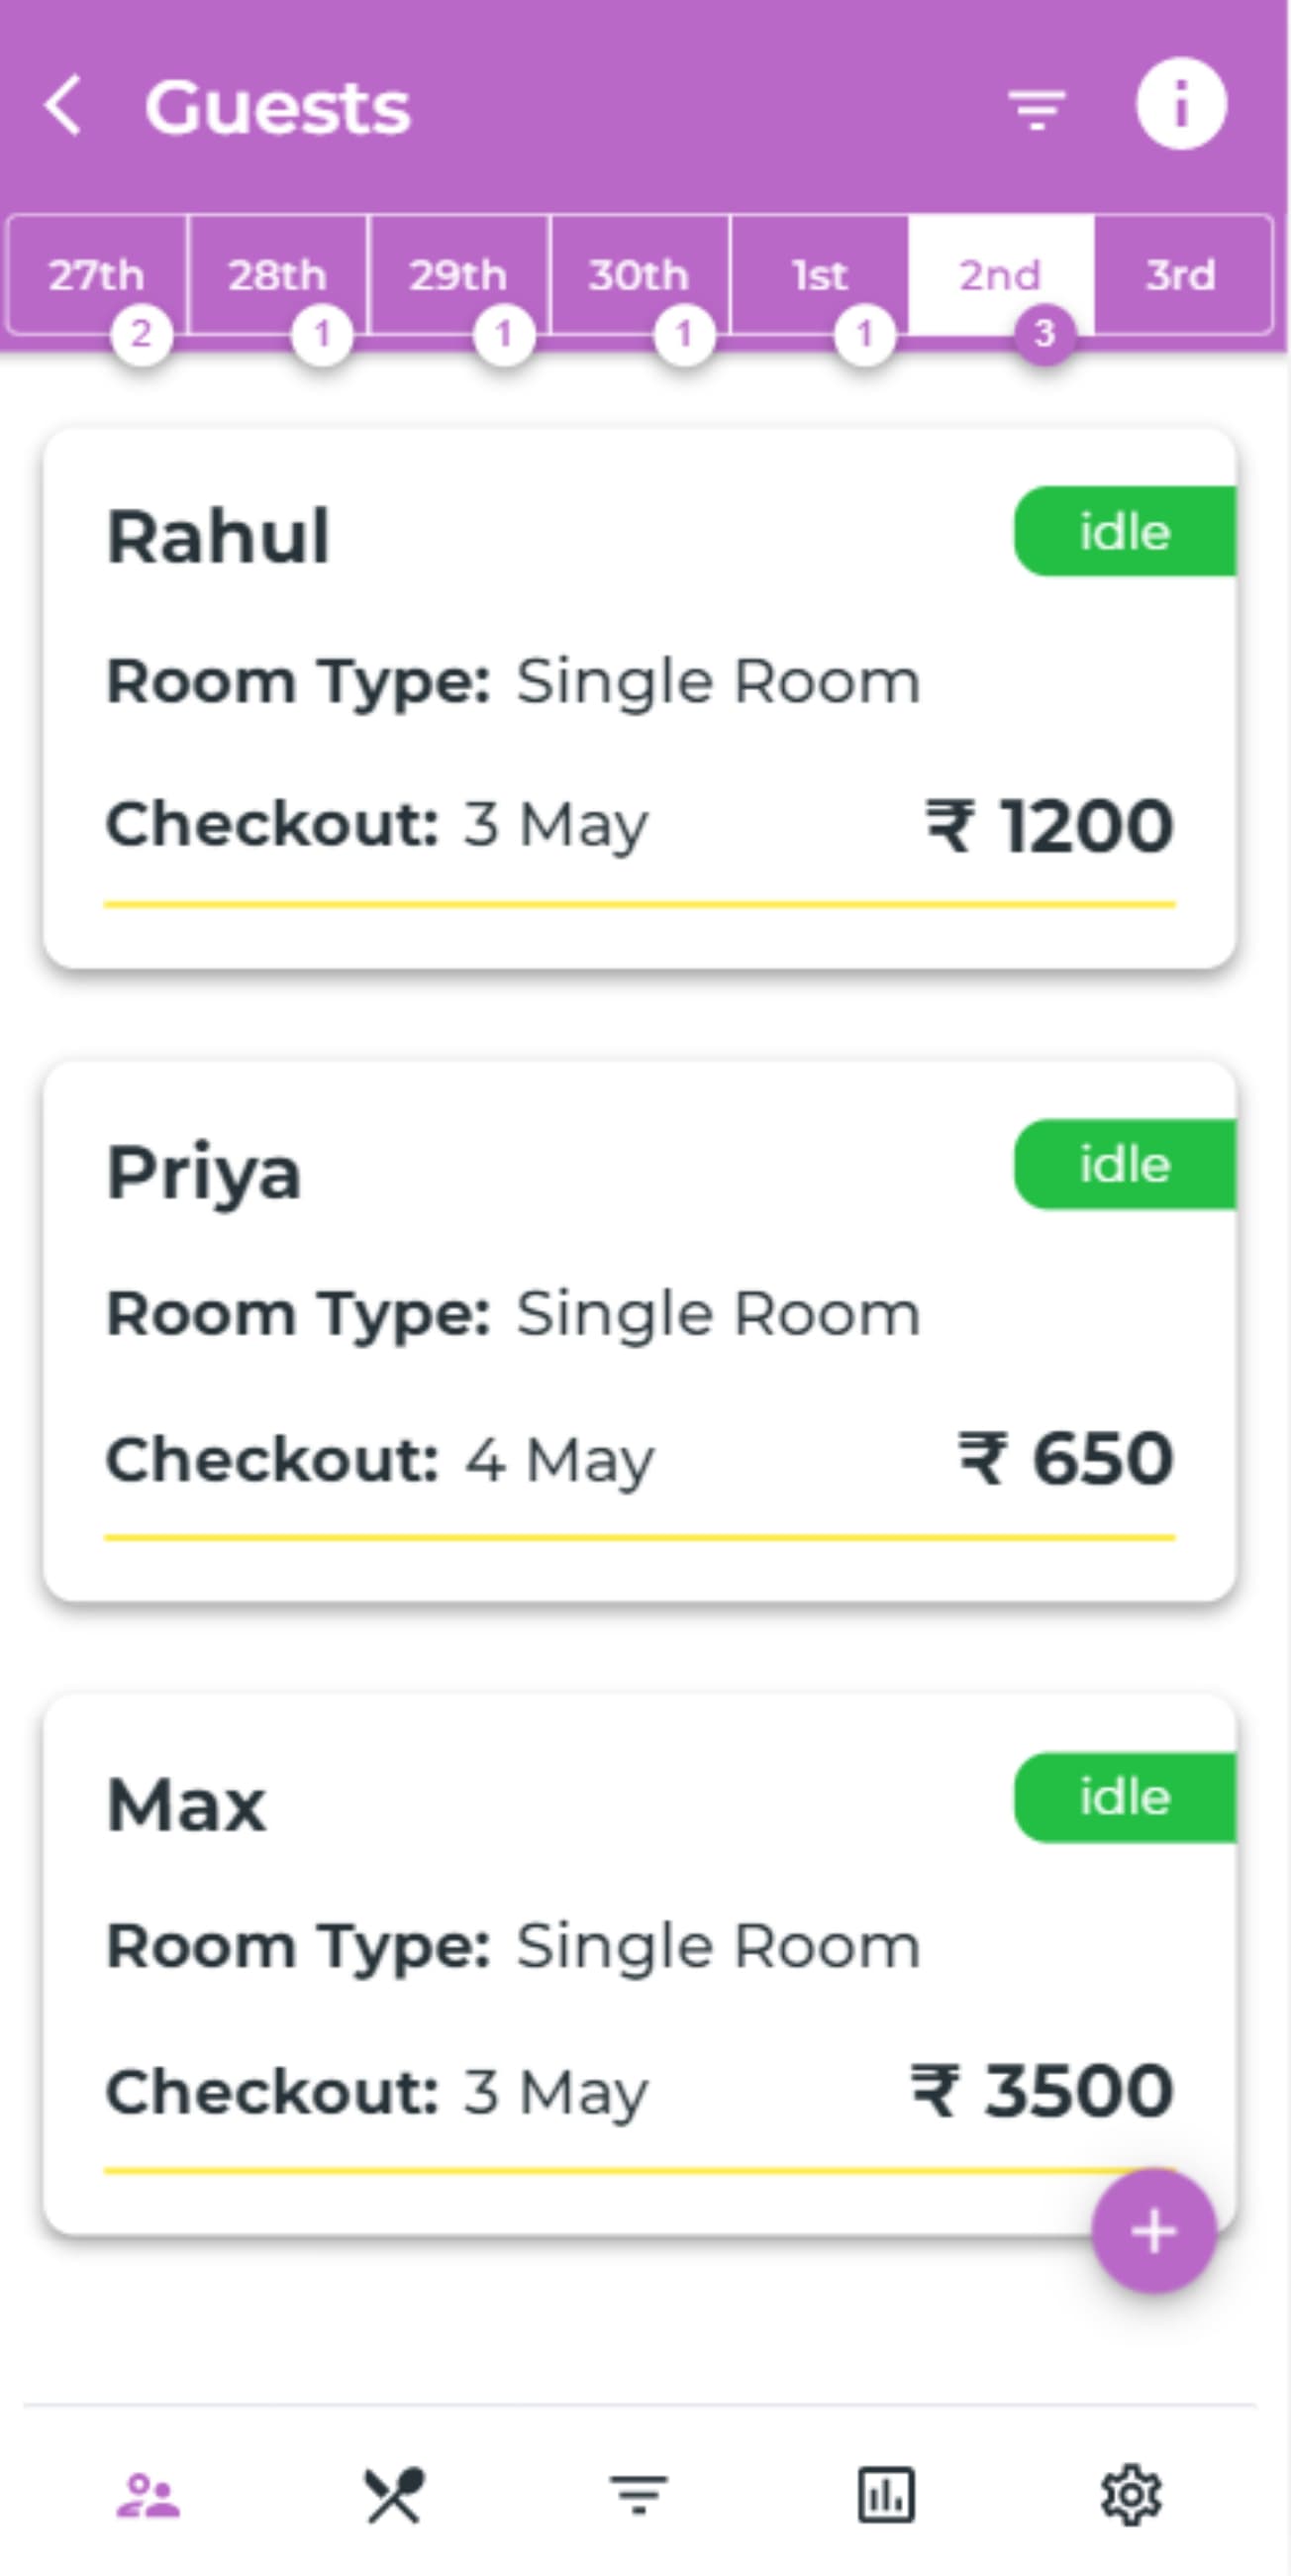 Guests
27th 28th 29th 30th 1st 2nd 3rd
2 1 1 1 1 3
Rahul
idle
Room Type: Single Room
Checkout: 3 May
₹ 1200
Priya
idle
Room Type: Single Room
Checkout: 4 May
₹ 650
Max
idle
Room Type: Single Room
Checkout: 3 May
₹ 3500